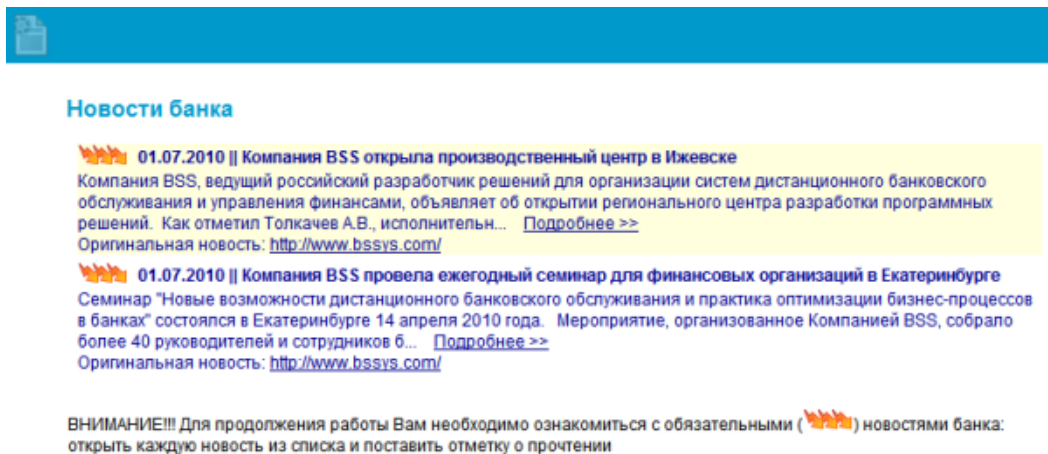 Новости банка
01.07.2010 || Компания BSS открыла производственный центр в Ижевске
Компания BSS, ведущий российский разработчик решений для организации систем дистанционного банковского
обслуживания и управления финансами, объявляет об открытии регионального центра разработки программных
решений. Как отметил Толкачев А.В., исполнительн... Подробнее >>
Оригинальная новость: http://www.bssys.com/
01.07.2010 || Компания BSS провела ежегодный семинар для финансовых организаций в Екатеринбурге
Семинар "Новые возможности дистанционного банковского обслуживания и практика оптимизации бизнес-процессов
в банках" состоялся в Екатеринбурге 14 апреля 2010 года. Мероприятие, организованное Компанией BSS, собрало
более 40 руководителей и сотрудников б... Подробнее >>
Оригинальная новость: http://www.bssys.com/
ВНИМАНИЕ!!! Для продолжения работы Вам необходимо ознакомиться с обязательными ( ) новостями банка:
открыть каждую новость из списка и поставить отметку о прочтении